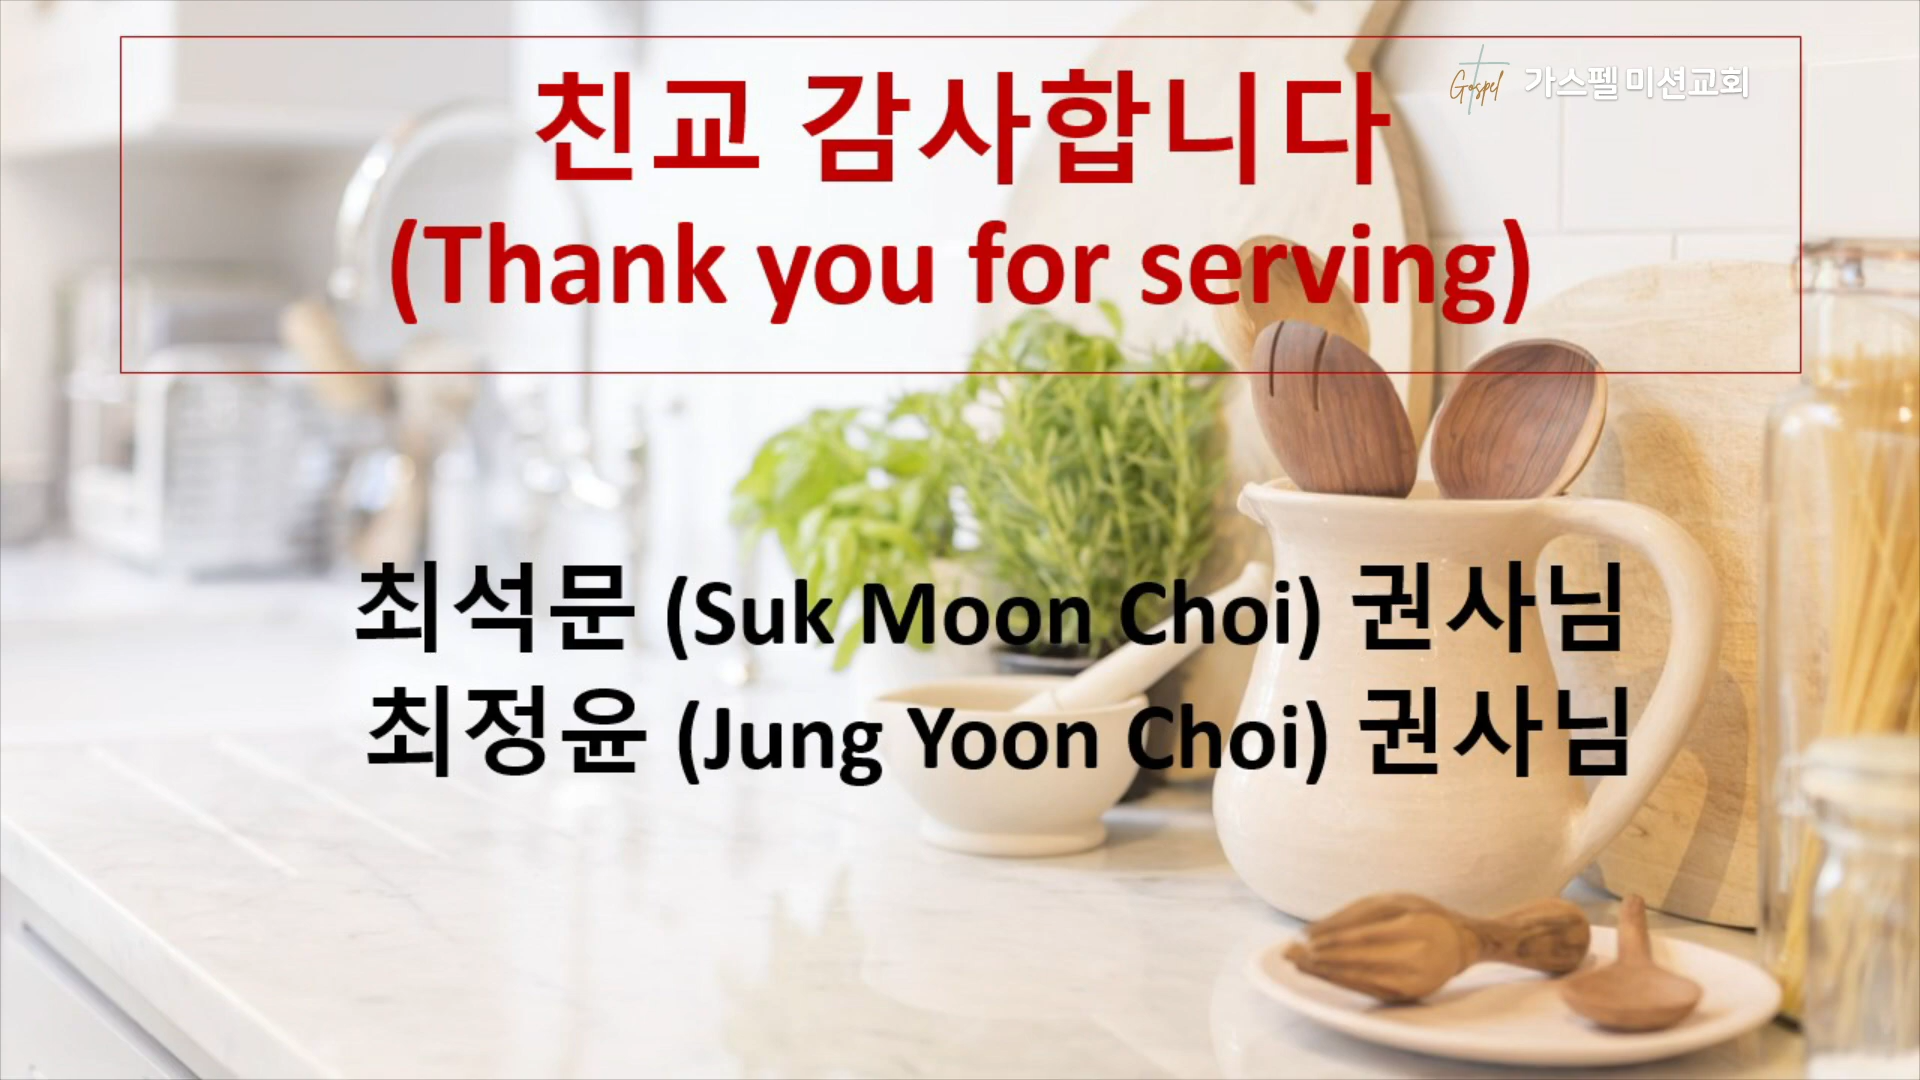 Gospel 가스펠 미션교회
친교 감사합니다
(Thank you for serving)
최석문 (Suk Moon Choi) 권사님
최정윤 (Jung Yoon Choi) 권사님